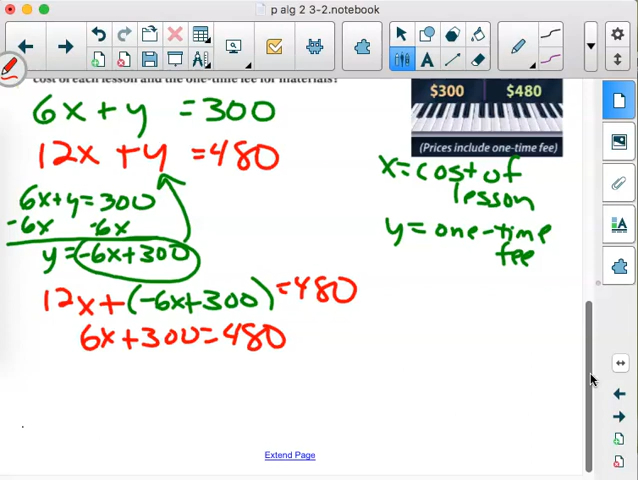 p alg 2 3-2.notebook
cost of each lesson and the one-time fee for materials?
$300 $480
(Prices include one-time fee)
6x + y = 300
12x + y = 480
x = cost of
lesson
y = one-time
fee
6x+y=300
-6x -6x
y=-6x+300
12x+(-6x+300)=480
6x+300=480
Extend Page